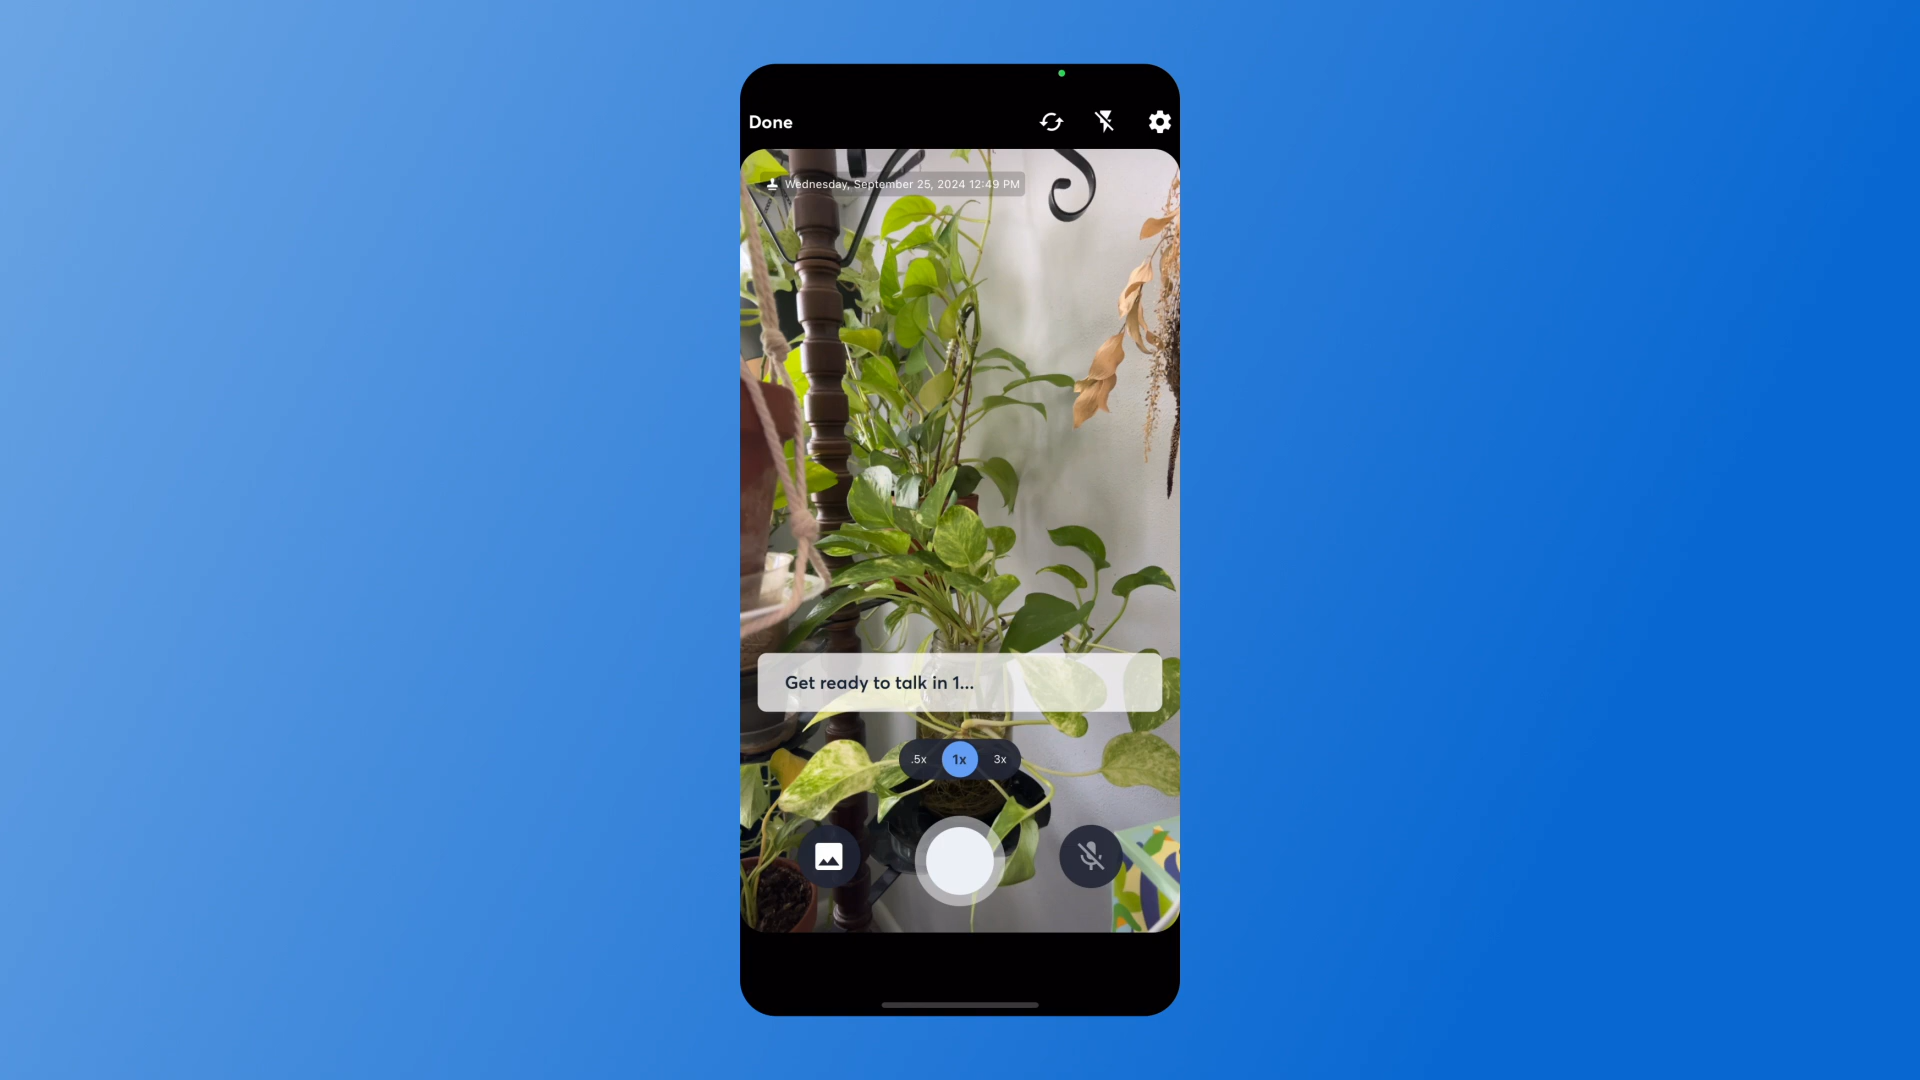 Done
Wednesday, September 25, 2024 12:49 PM
Get ready to talk in 1...
.5x 1x 3x